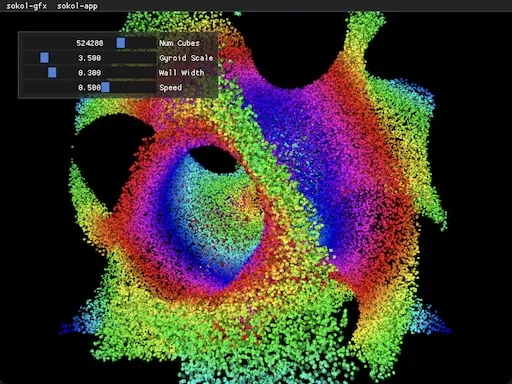 sokol-gfx sokol-app
524288 Num Cubes
3.500 Gyroid Scale
0.300 Wall Width
0.500 Speed